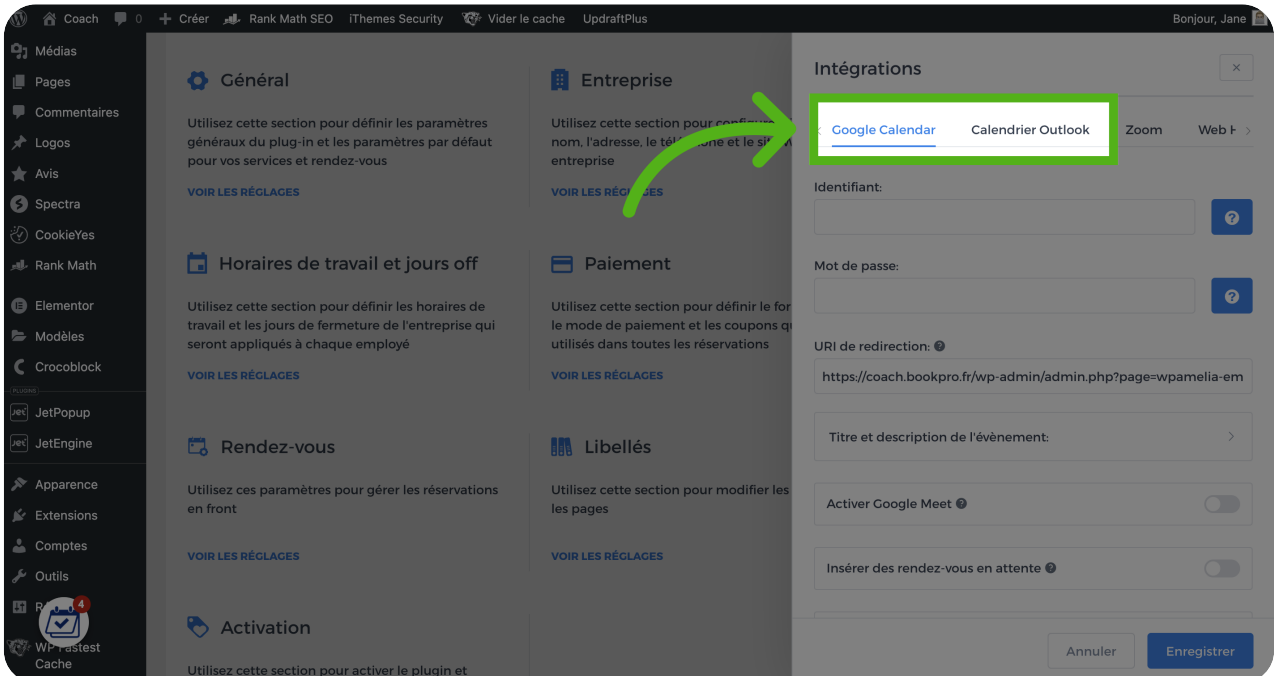 Coach 0 Créer Rank Math SEO iThemes Security Vider le cache UpdraftPlus Bonjour, Jane
Médias
Pages
Commentaires
Logos
Avis
Spectra
CookieYes
Rank Math
Elementor
Modèles
Crocoblock
PLUGINS
Jet JetPopup
Jet JetEngine
Apparence
Extensions
Comptes
Outils
4
WP Fastest
Cache
Général
Utilisez cette section pour définir les paramètres
généraux du plug-in et les paramètres par défaut
pour vos services et rendez-vous
VOIR LES RÉGLAGES
Entreprise
Utilisez cette section pour
nom, l'adresse, le téléphone et le
entreprise
VOIR LES RÉGLAGES
Horaires de travail et jours off
Utilisez cette section pour définir les horaires de
travail et les jours de fermeture de l'entreprise qui
seront appliqués à chaque employé
VOIR LES RÉGLAGES
Paiement
Utilisez cette section pour définir le
le mode de paiement et les coupons
utilisés dans toutes les réservations
VOIR LES RÉGLAGES
Rendez-vous
Utilisez ces paramètres pour gérer les réservations
en front
VOIR LES RÉGLAGES
Libellés
Utilisez cette section pour modifier les
les pages
VOIR LES RÉGLAGES
Activation
Utilisez cette section pour activer le plugin et
Intégrations
Google Calendar Calendrier Outlook Zoom Web
Identifiant:
Mot de passe:
URI de redirection:
https://coach.bookpro.fr/wp-admin/admin.php?page=wpamelia-em
Titre et description de l'évènement:
Activer Google Meet
Insérer des rendez-vous en attente
Annuler Enregistrer